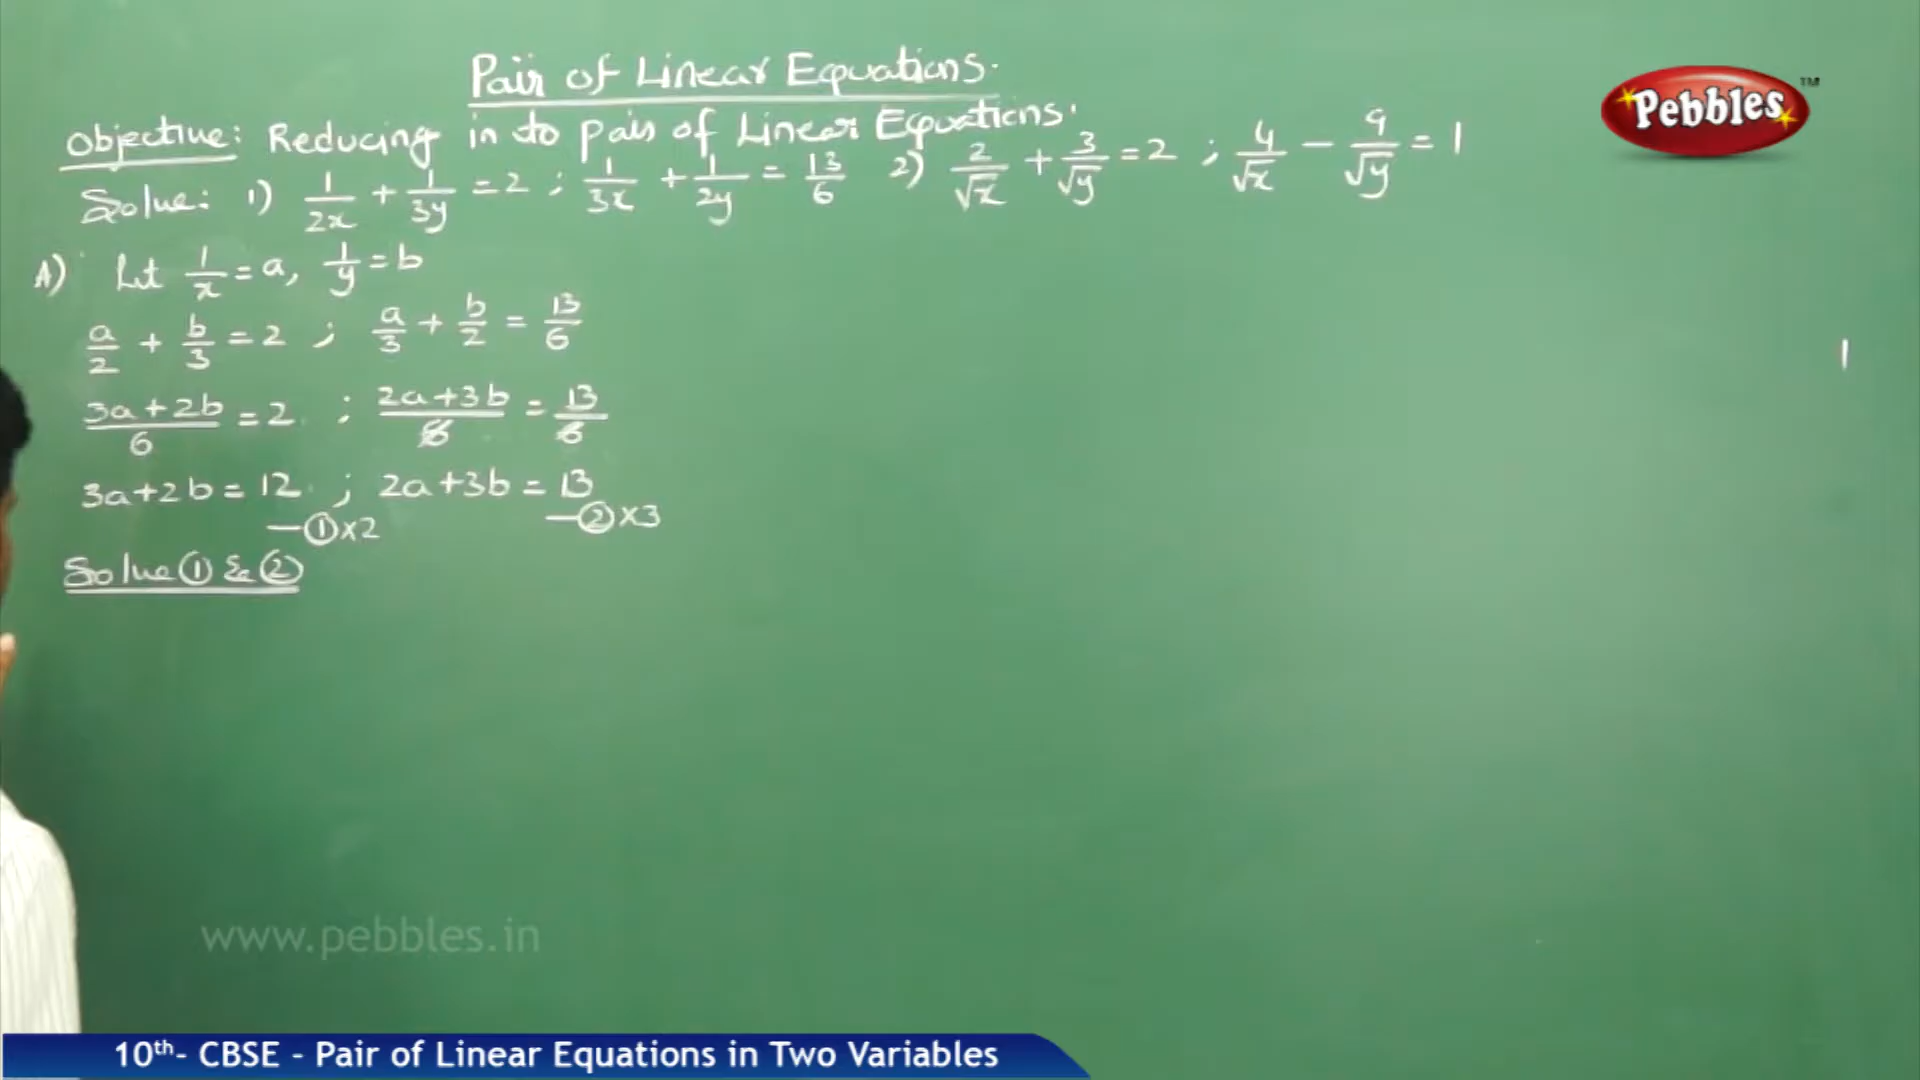 Pair of Linear Equations.
Objective: Reducing in to pair of Linear Equations.
Solve: 1) 1/2x + 1/3y = 2 ; 1/3x + 1/2y = 13/6 2) 2/√x + 3/√y = 2 ; 4/√x − 9/√y = 1
A) Let 1/x = a, 1/y = b
a/2 + b/3 = 2 ; a/3 + b/2 = 13/6
3a+2b/6 = 2 ; 2a+3b/6 = 13/6
3a+2b = 12 ; 2a+3b = 13
—①×2 —②×3
Solve ① & ②
Pebbles™
www.pebbles.in
10th- CBSE - Pair of Linear Equations in Two Variables